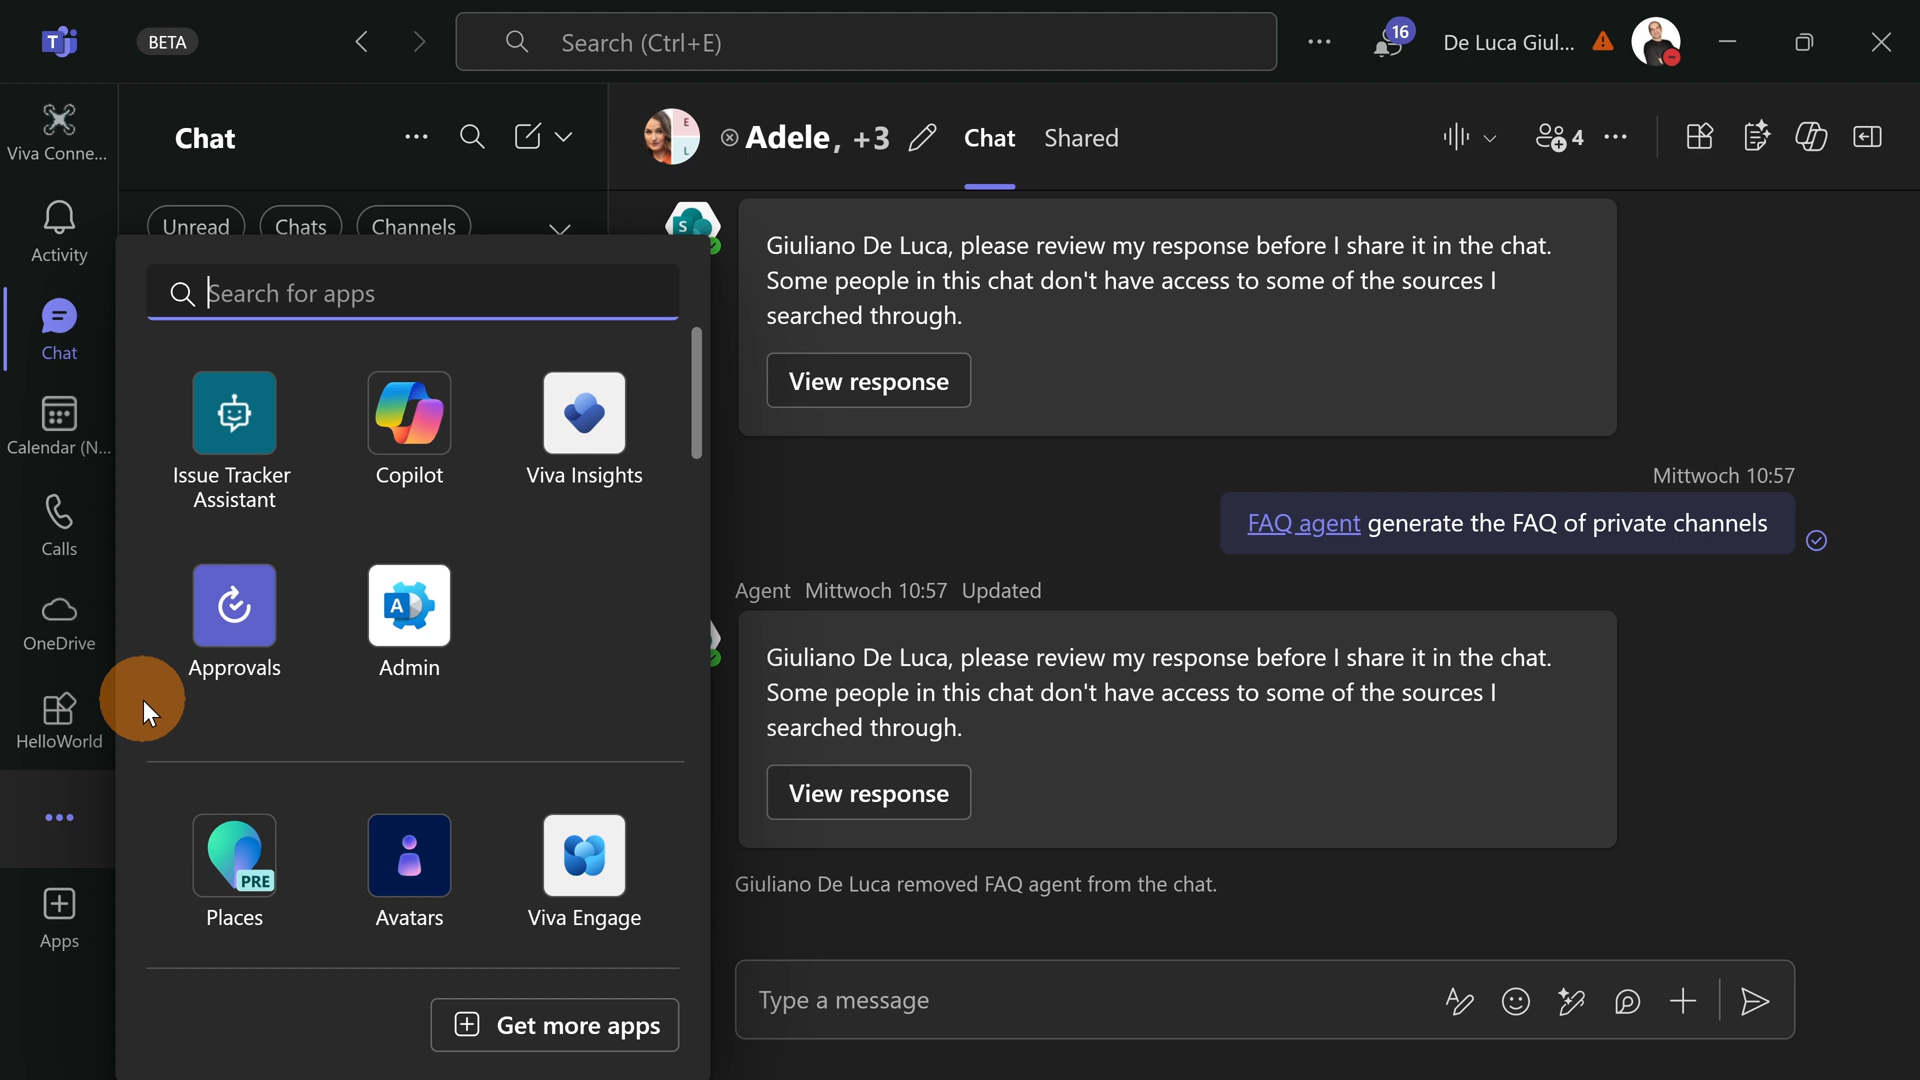 BETA
Search (Ctrl+E)
16
De Luca Giul...
Viva Conne...
Activity
Chat
Calendar (N...
Calls
OneDrive
HelloWorld
Apps
Chat
Unread
Chats
Channels
Search for apps
Issue Tracker
Assistant
Copilot
Viva Insights
Approvals
A
Admin
PRE
Places
Avatars
Viva Engage
Get more apps
E
L
Adele, +3
Chat
Shared
4
S
Giuliano De Luca, please review my response before I share it in the chat.
Some people in this chat don't have access to some of the sources I
searched through.
View response
Mittwoch 10:57
FAQ agent generate the FAQ of private channels
Agent Mittwoch 10:57 Updated
Giuliano De Luca, please review my response before I share it in the chat.
Some people in this chat don't have access to some of the sources I
searched through.
View response
Giuliano De Luca removed FAQ agent from the chat.
Type a message